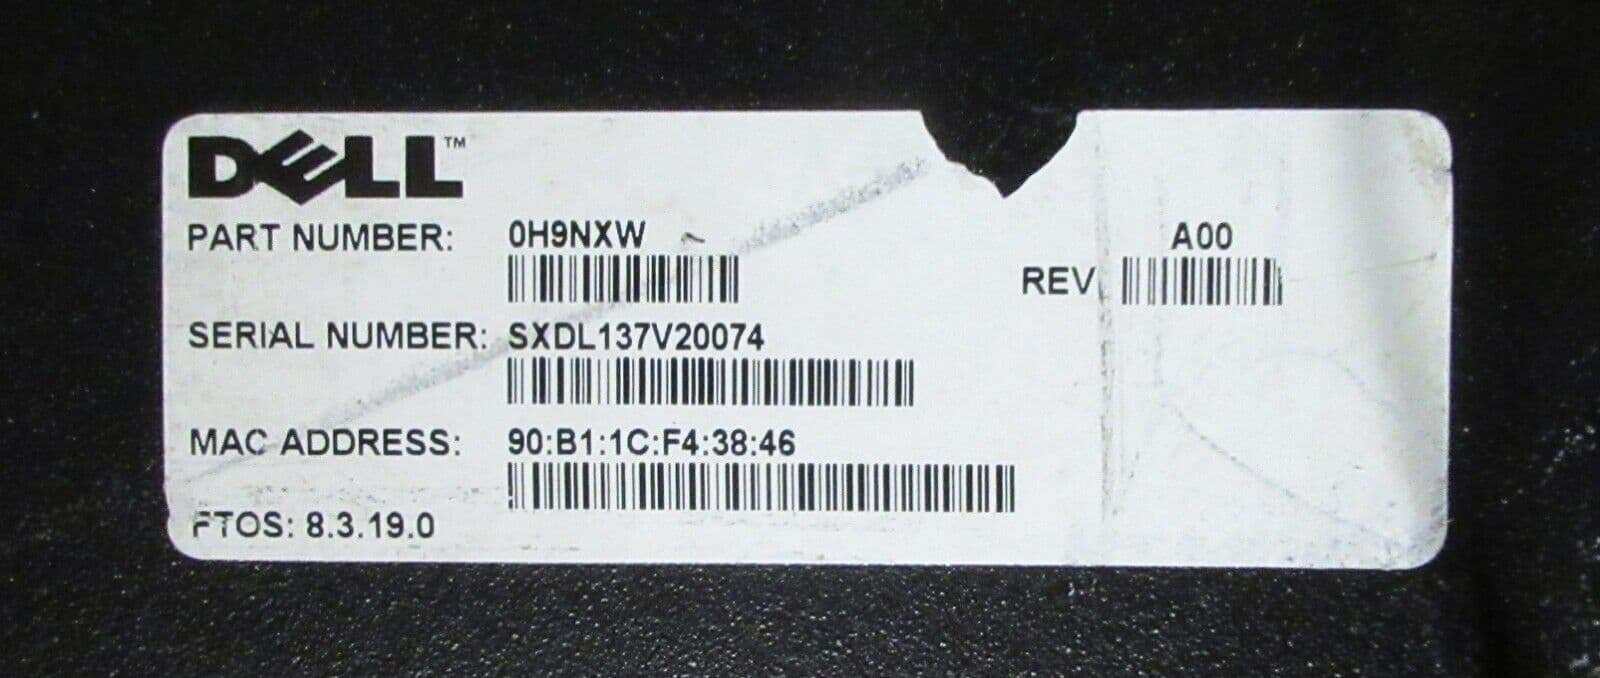 DELL™
PART NUMBER: 0H9NXW
REV A00
SERIAL NUMBER: SXDL137V20074
MAC ADDRESS: 90:B1:1C:F4:38:46
FTOS: 8.3.19.0